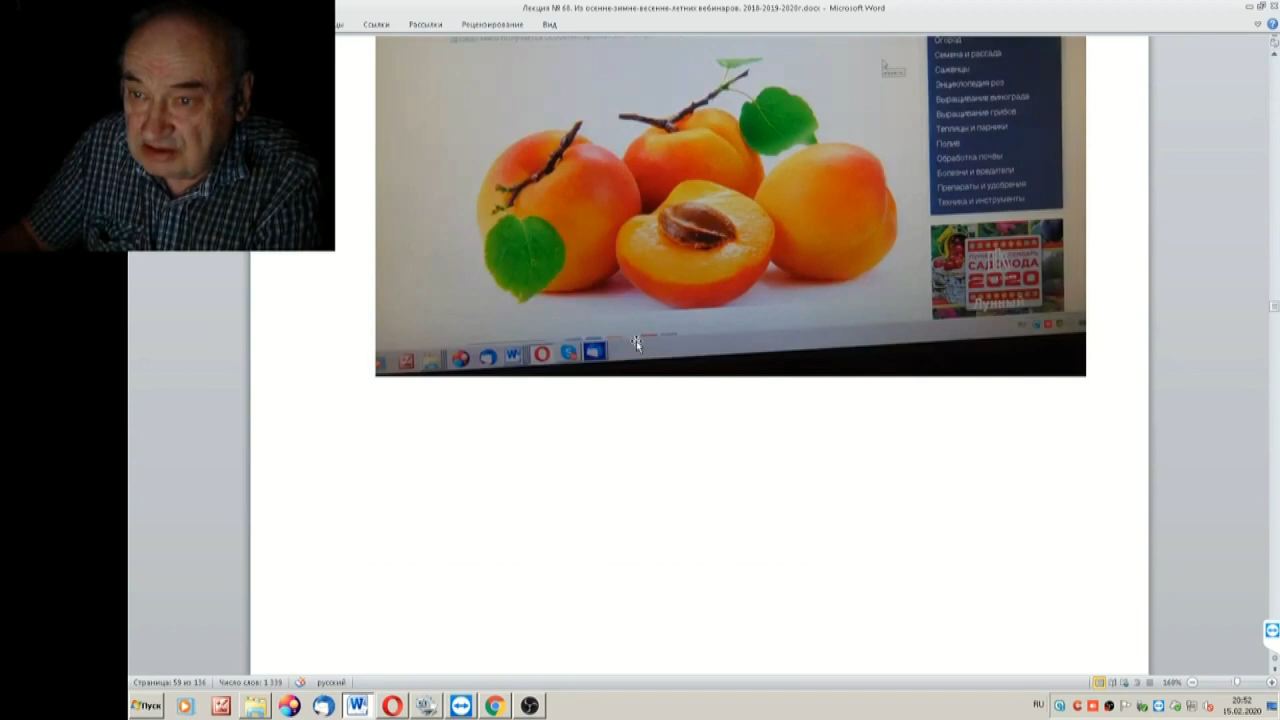 Лекция № 68. Из осенне-зимне-весенне-летних вебинаров. 2018-2019-2020г.docx - Microsoft Word
Ссылки Рассылки Рецензирование Вид
Огород
Семена и рассада
Саженцы
Энциклопедия роз
Выращивание винограда
Выращивание грибов
Теплицы и парники
Полив
Обработка почвы
Болезни и вредители
Препараты и удобрения
Техника и инструменты
САДОВОДА
2020
Лунный
Страница: 59 из 136 Число слов: 1 339 русский 160%
Пуск RU 20:52
15.02.2020